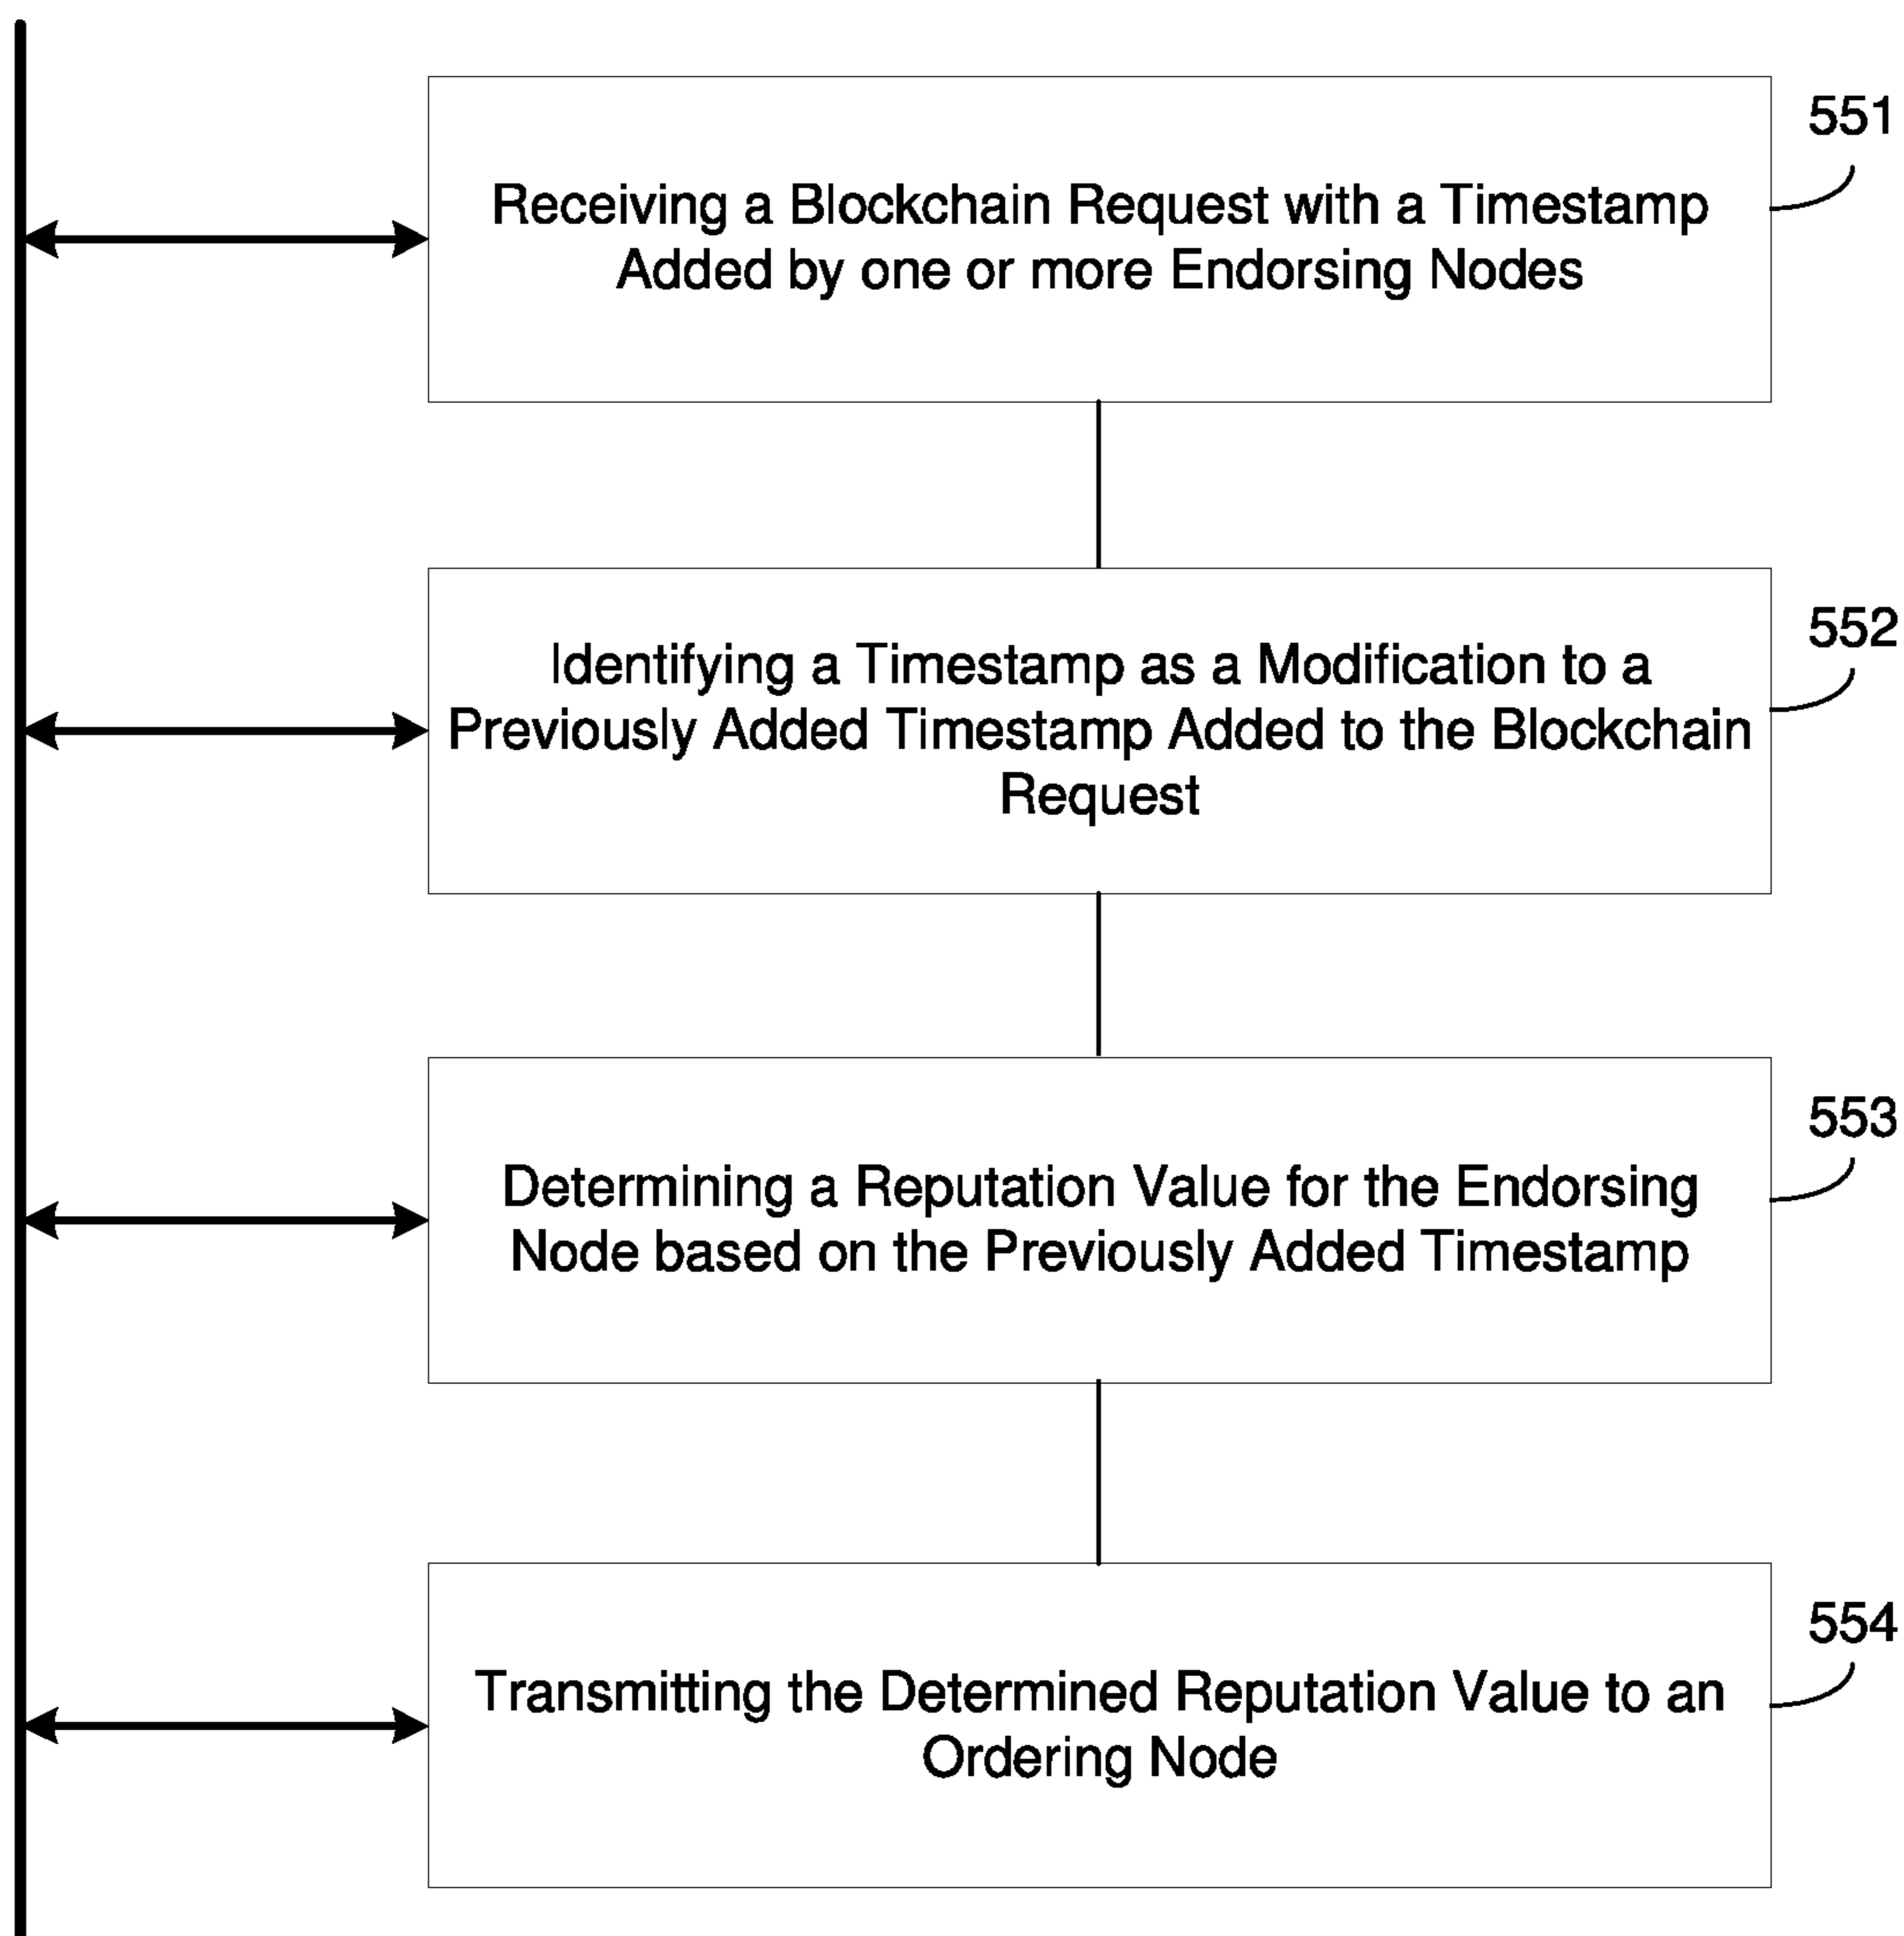 551
Receiving a Blockchain Request with a Timestamp
Added by one or more Endorsing Nodes
552
Identifying a Timestamp as a Modification to a
Previously Added Timestamp Added to the Blockchain
Request
553
Determining a Reputation Value for the Endorsing
Node based on the Previously Added Timestamp
554
Transmitting the Determined Reputation Value to an
Ordering Node